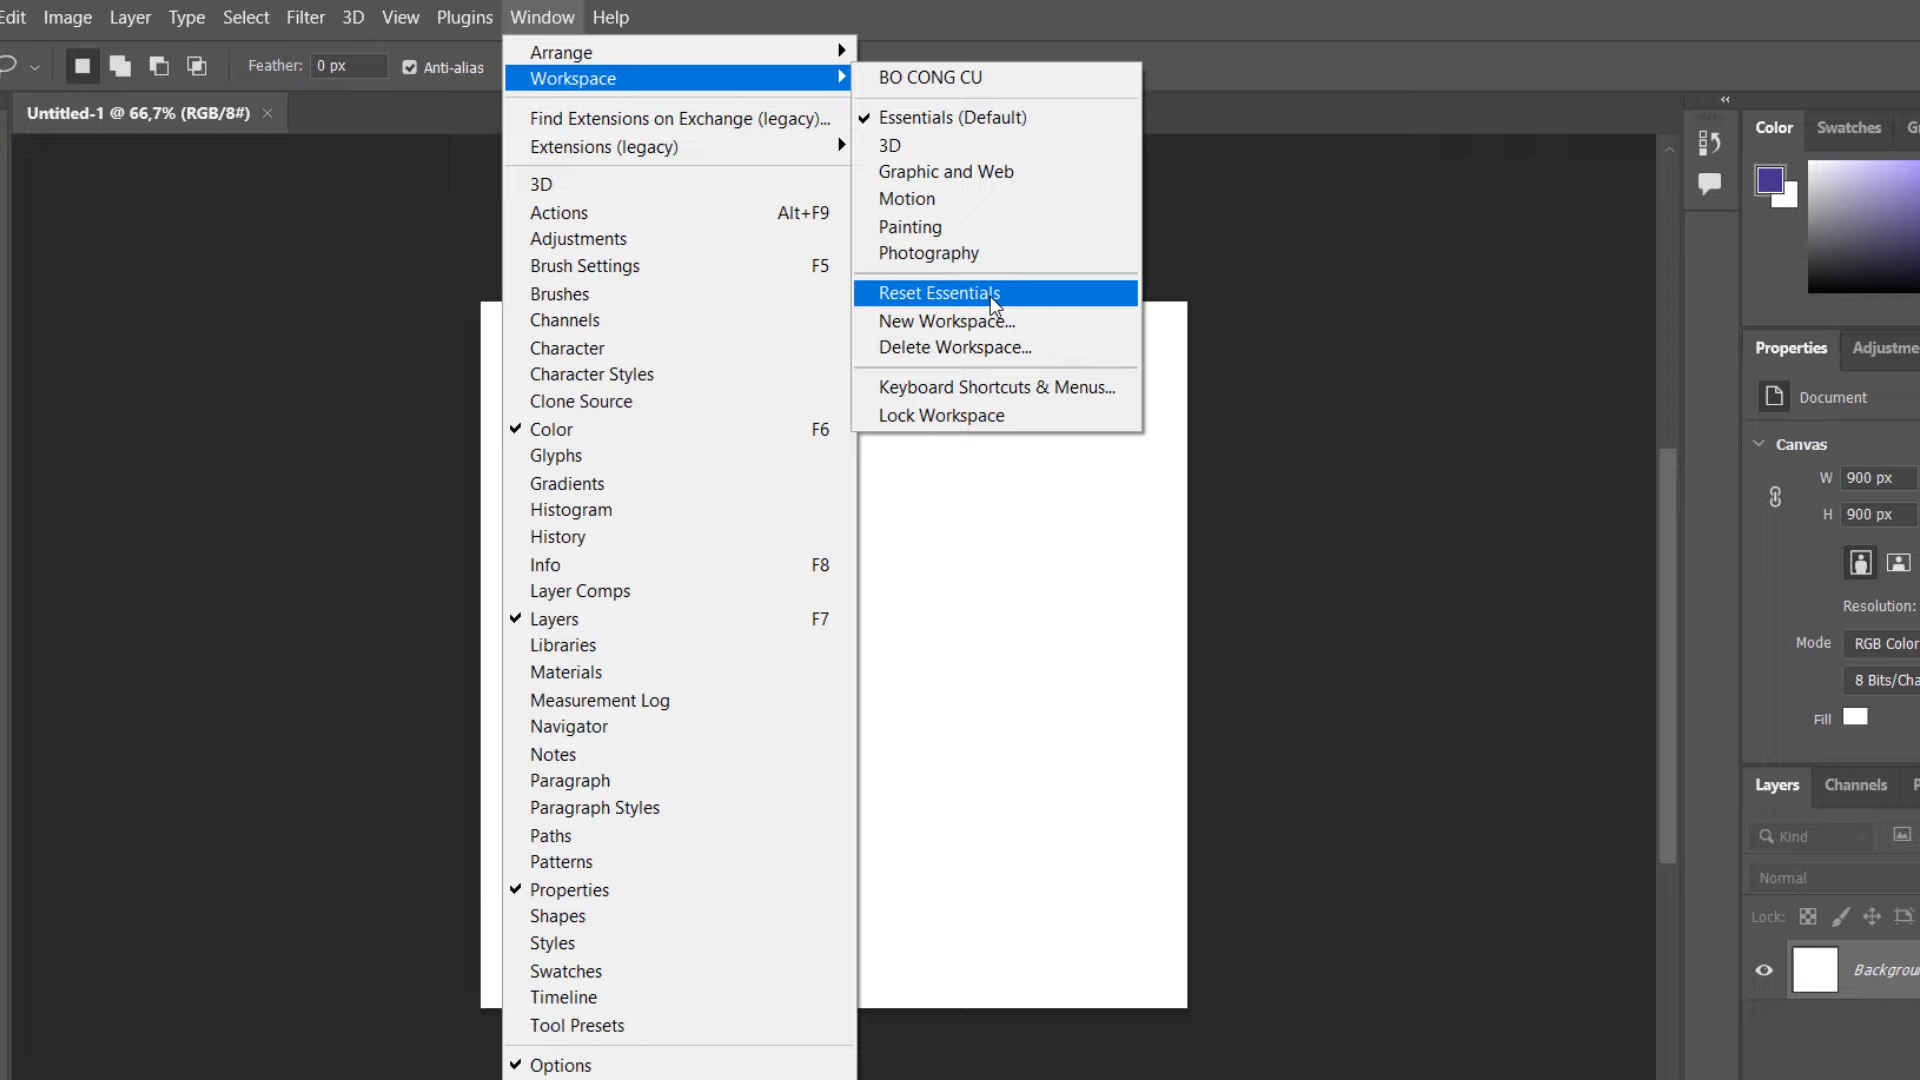 Edit Image Layer Type Select Filter 3D View Plugins Window Help
Feather: 0 px Anti-alias
Untitled-1 @ 66,7% (RGB/8#)
Arrange
Workspace
Find Extensions on Exchange (legacy)...
Extensions (legacy)
3D
Actions Alt+F9
Adjustments
Brush Settings F5
Brushes
Channels
Character
Character Styles
Clone Source
Color F6
Glyphs
Gradients
Histogram
History
Info F8
Layer Comps
Layers F7
Libraries
Materials
Measurement Log
Navigator
Notes
Paragraph
Paragraph Styles
Paths
Patterns
Properties
Shapes
Styles
Swatches
Timeline
Tool Presets
Options
BO CONG CU
Essentials (Default)
3D
Graphic and Web
Motion
Painting
Photography
Reset Essentials
New Workspace...
Delete Workspace...
Keyboard Shortcuts & Menus...
Lock Workspace
Color Swatches Gr
Properties Adjustme
Document
Canvas
W 900 px
H 900 px
Resolution:
Mode RGB Color
8 Bits/Cha
Fill
Layers Channels P
Kind
Normal
Lock:
Backgrou